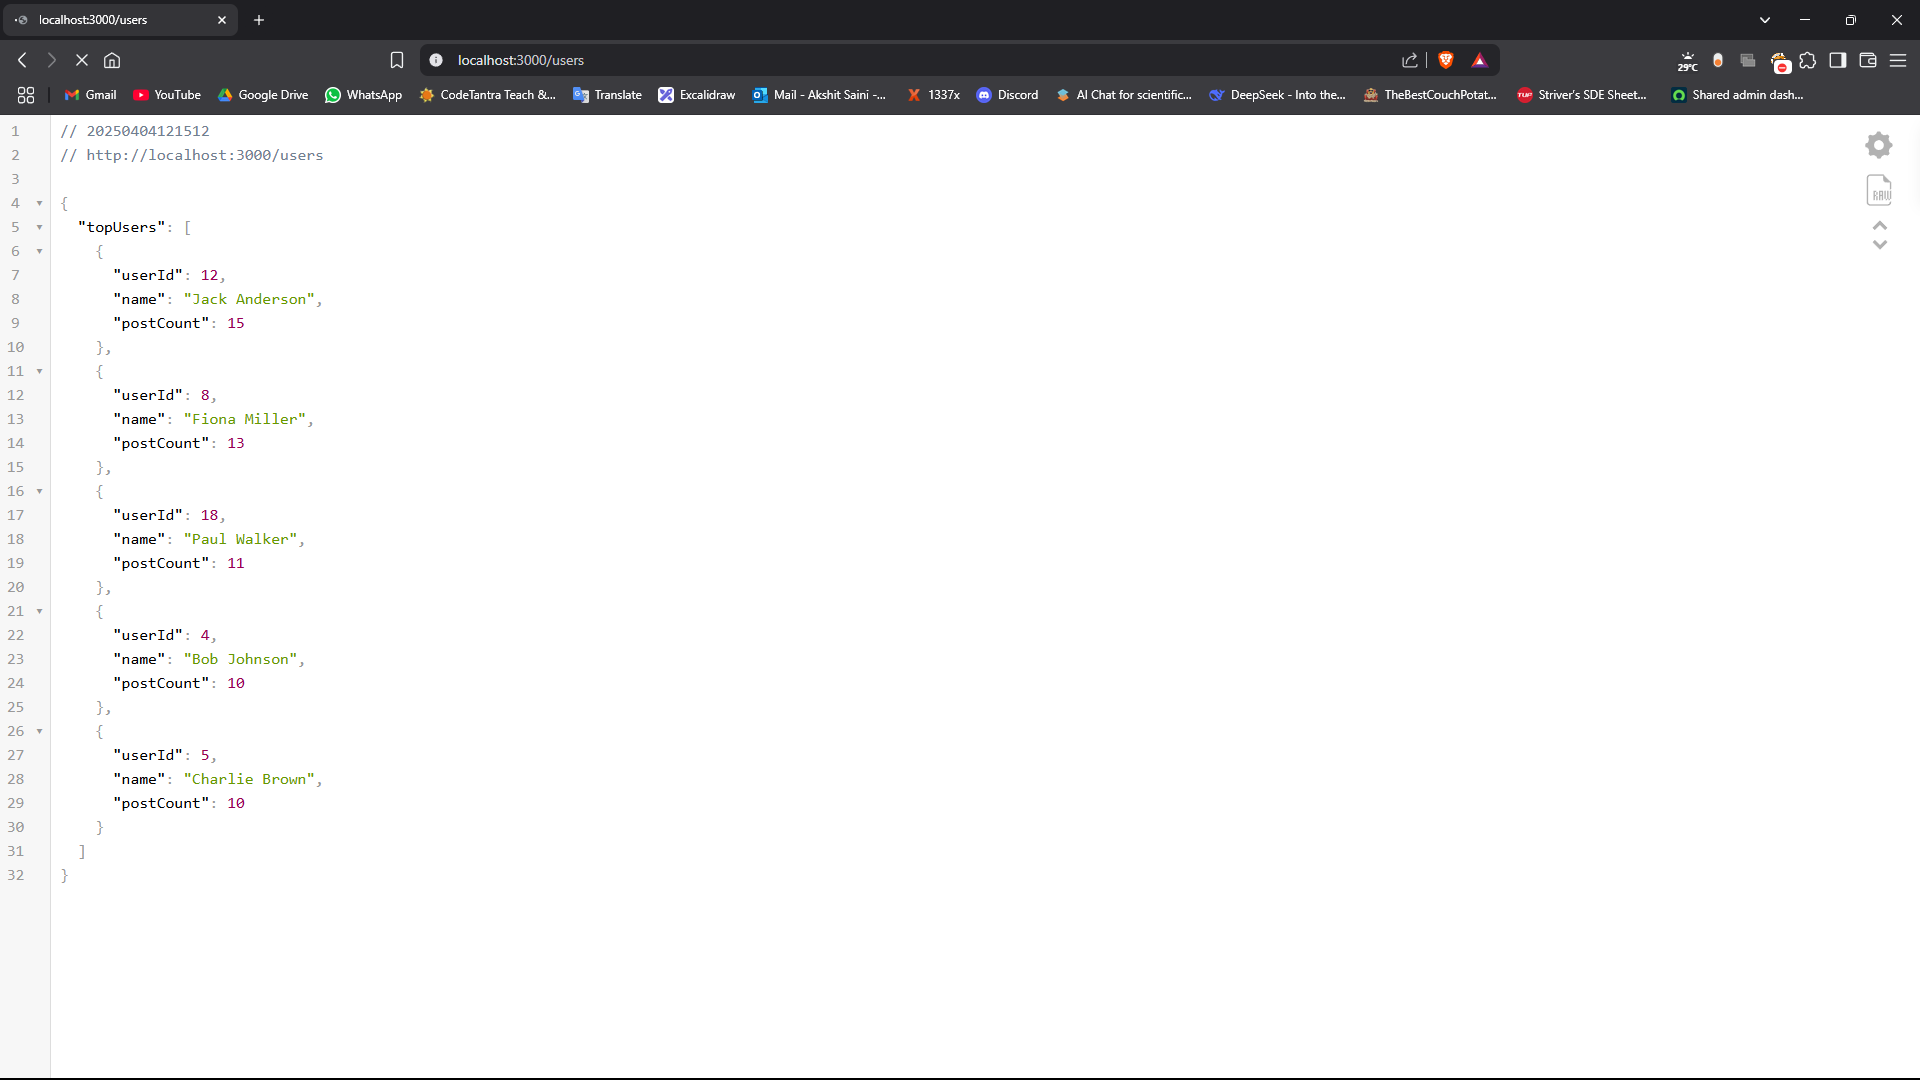 localhost:3000/users
localhost:3000/users
29°C
Gmail YouTube Google Drive WhatsApp CodeTantra Teach &... Translate Excalidraw Mail - Akshit Saini -... 1337x Discord AI Chat for scientific... DeepSeek - Into the... TheBestCouchPotat... Striver's SDE Sheet... Shared admin dash...
1 // 20250404121512
2 // http://localhost:3000/users
3
4 {
5 "topUsers": [
6 {
7 "userId": 12,
8 "name": "Jack Anderson",
9 "postCount": 15
10 },
11 {
12 "userId": 8,
13 "name": "Fiona Miller",
14 "postCount": 13
15 },
16 {
17 "userId": 18,
18 "name": "Paul Walker",
19 "postCount": 11
20 },
21 {
22 "userId": 4,
23 "name": "Bob Johnson",
24 "postCount": 10
25 },
26 {
27 "userId": 5,
28 "name": "Charlie Brown",
29 "postCount": 10
30 }
31 ]
32 }
RAW